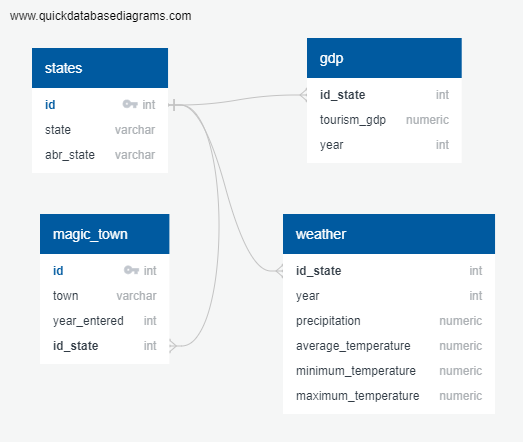 www.quickdatabasediagrams.com
states
id int
state varchar
abr_state varchar
gdp
id_state int
tourism_gdp numeric
year int
magic_town
id int
town varchar
year_entered int
id_state int
weather
id_state int
year int
precipitation numeric
average_temperature numeric
minimum_temperature numeric
maximum_temperature numeric